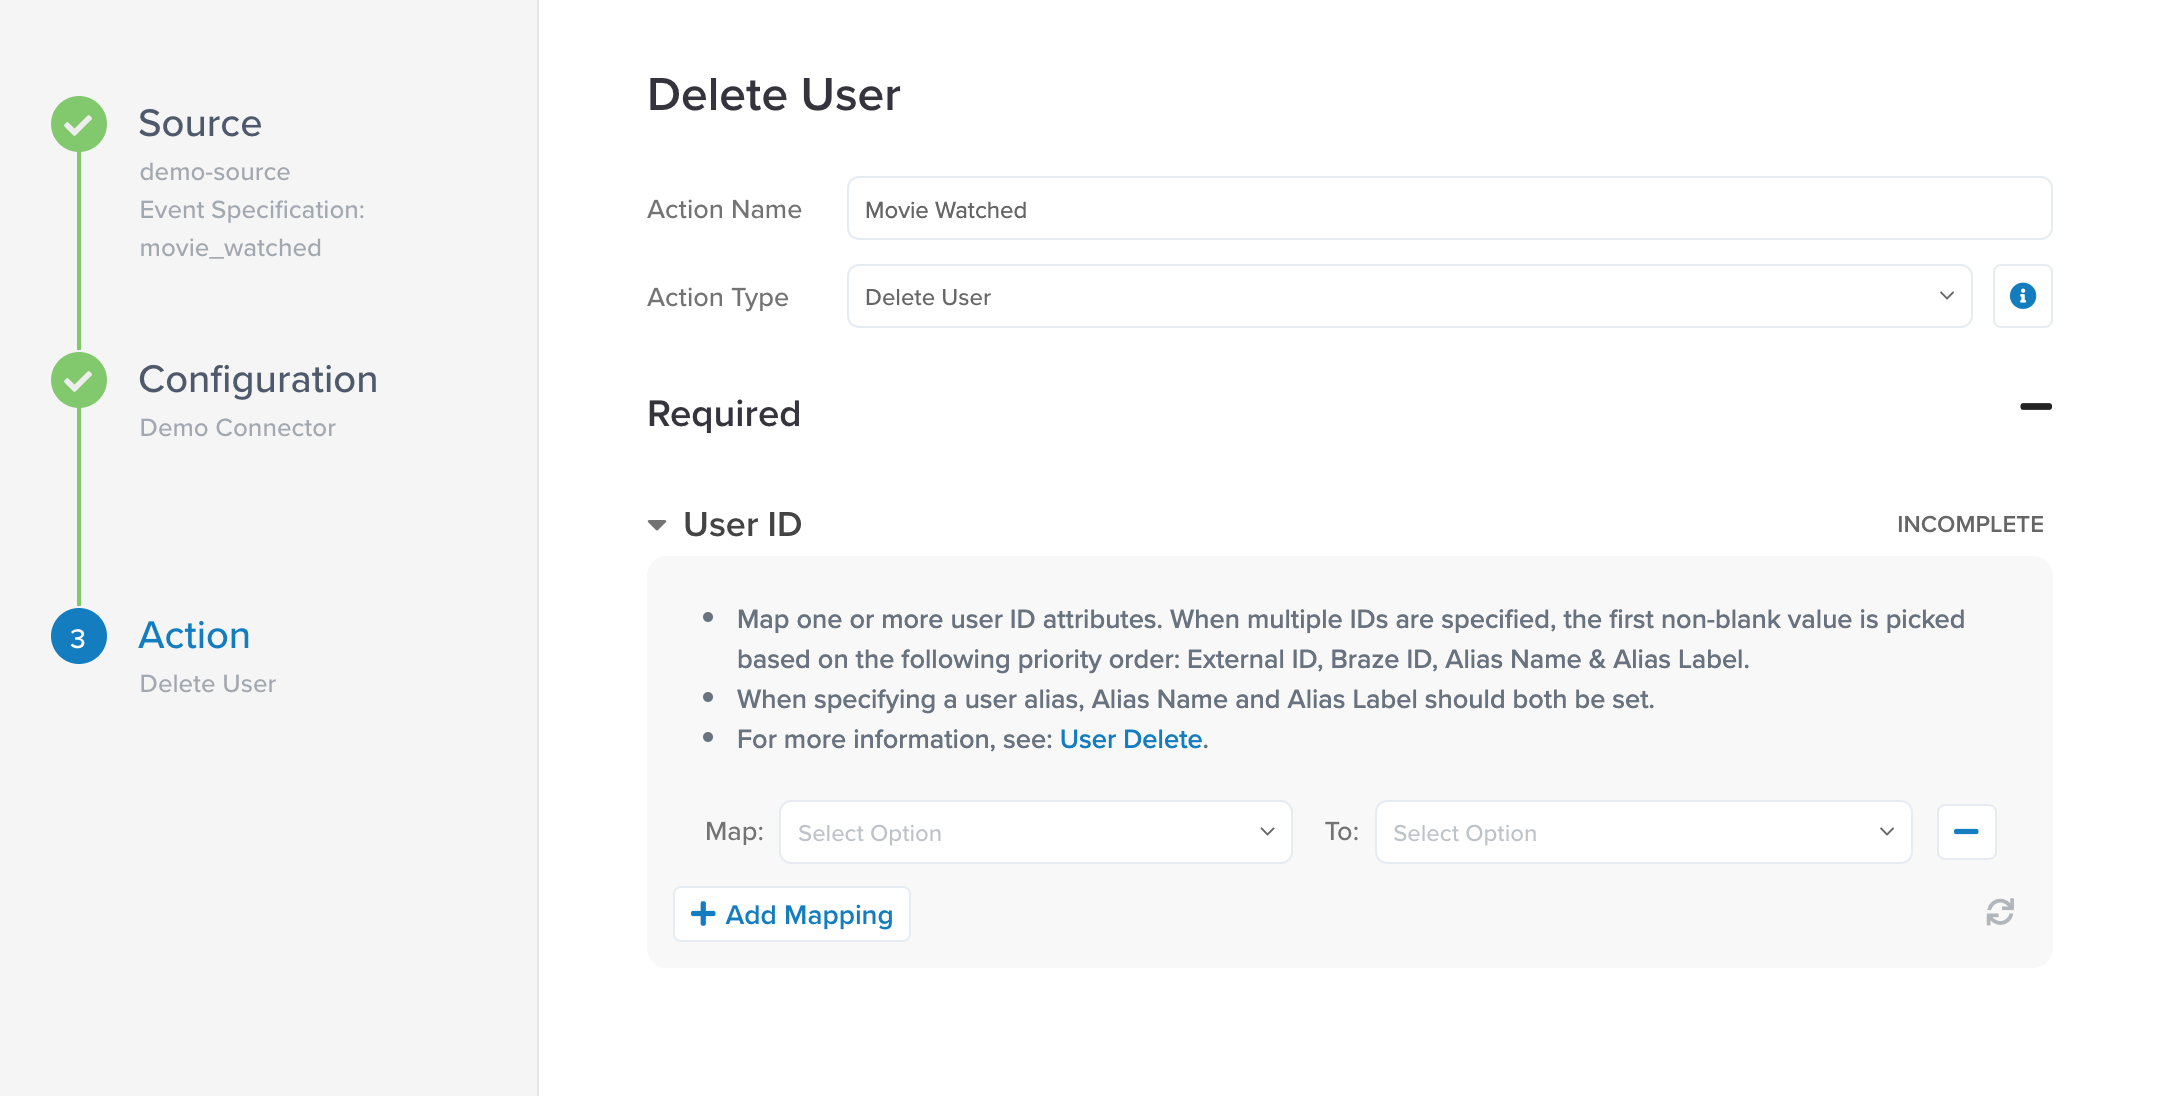 Source
demo-source
Event Specification:
movie_watched
Configuration
Demo Connector
3
Action
Delete User
Delete User
Action Name
Movie Watched
Action Type
Delete User
Required
User ID
INCOMPLETE
Map one or more user ID attributes. When multiple IDs are specified, the first non-blank value is picked
based on the following priority order: External ID, Braze ID, Alias Name & Alias Label.
When specifying a user alias, Alias Name and Alias Label should both be set.
For more information, see: User Delete.
Map:
Select Option
To:
Select Option
Add Mapping